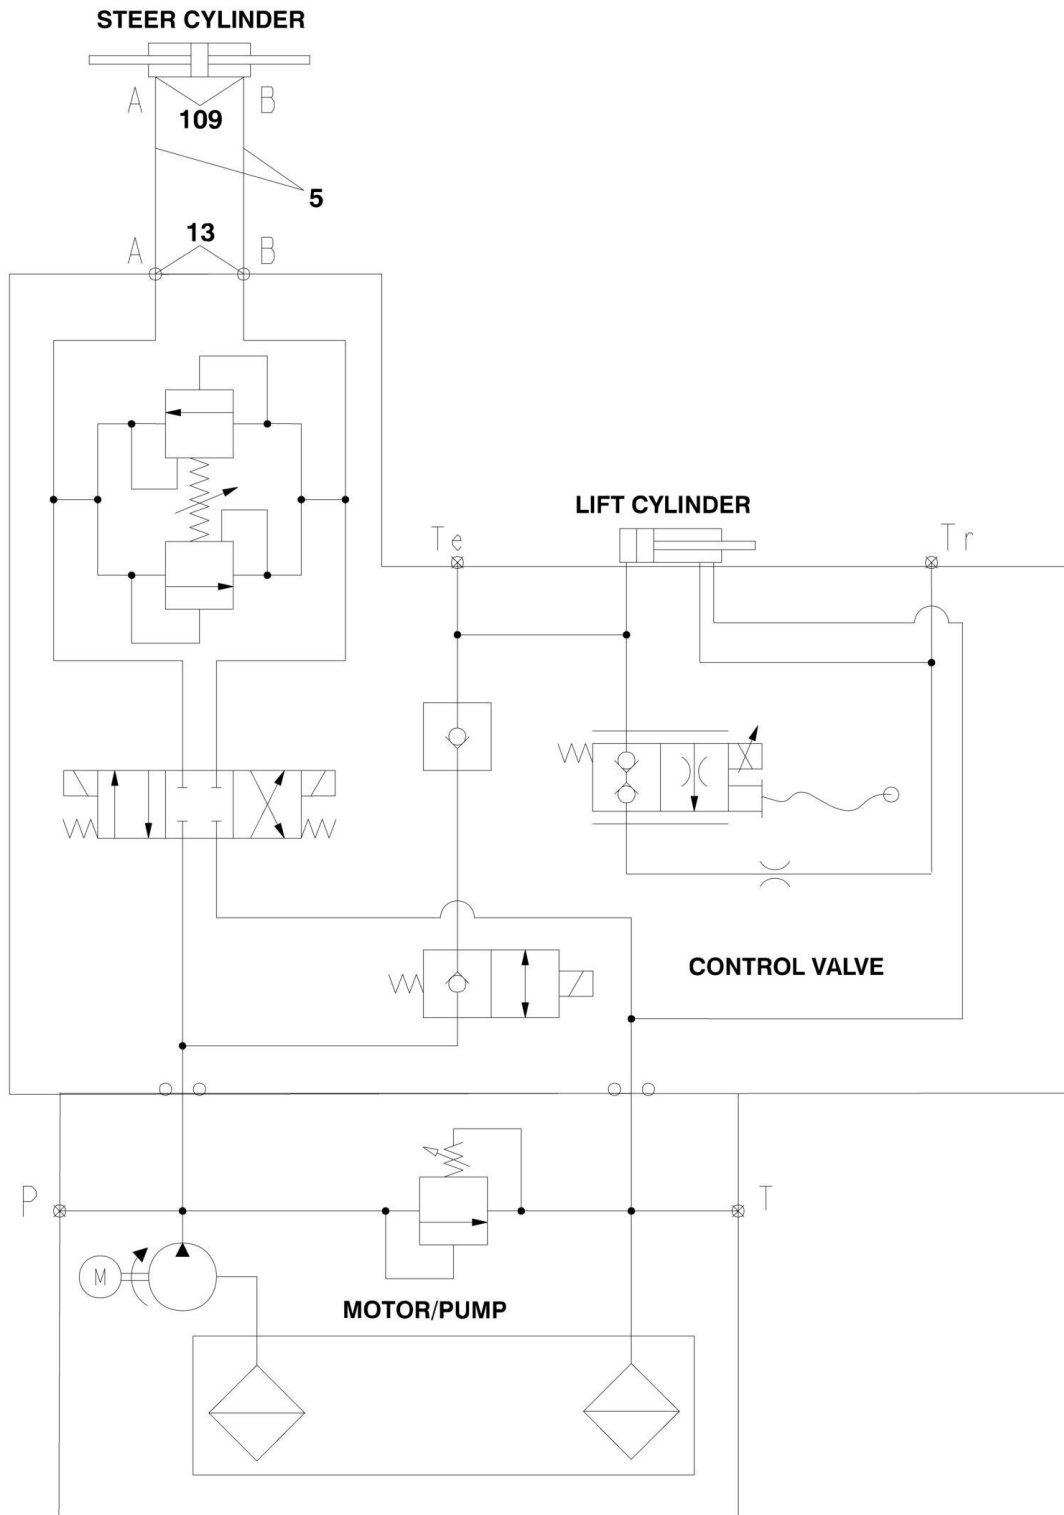 STEER CYLINDER
A B
109
5
13
A B
LIFT CYLINDER
Te
Tr
CONTROL VALVE
P
T
M
MOTOR/PUMP